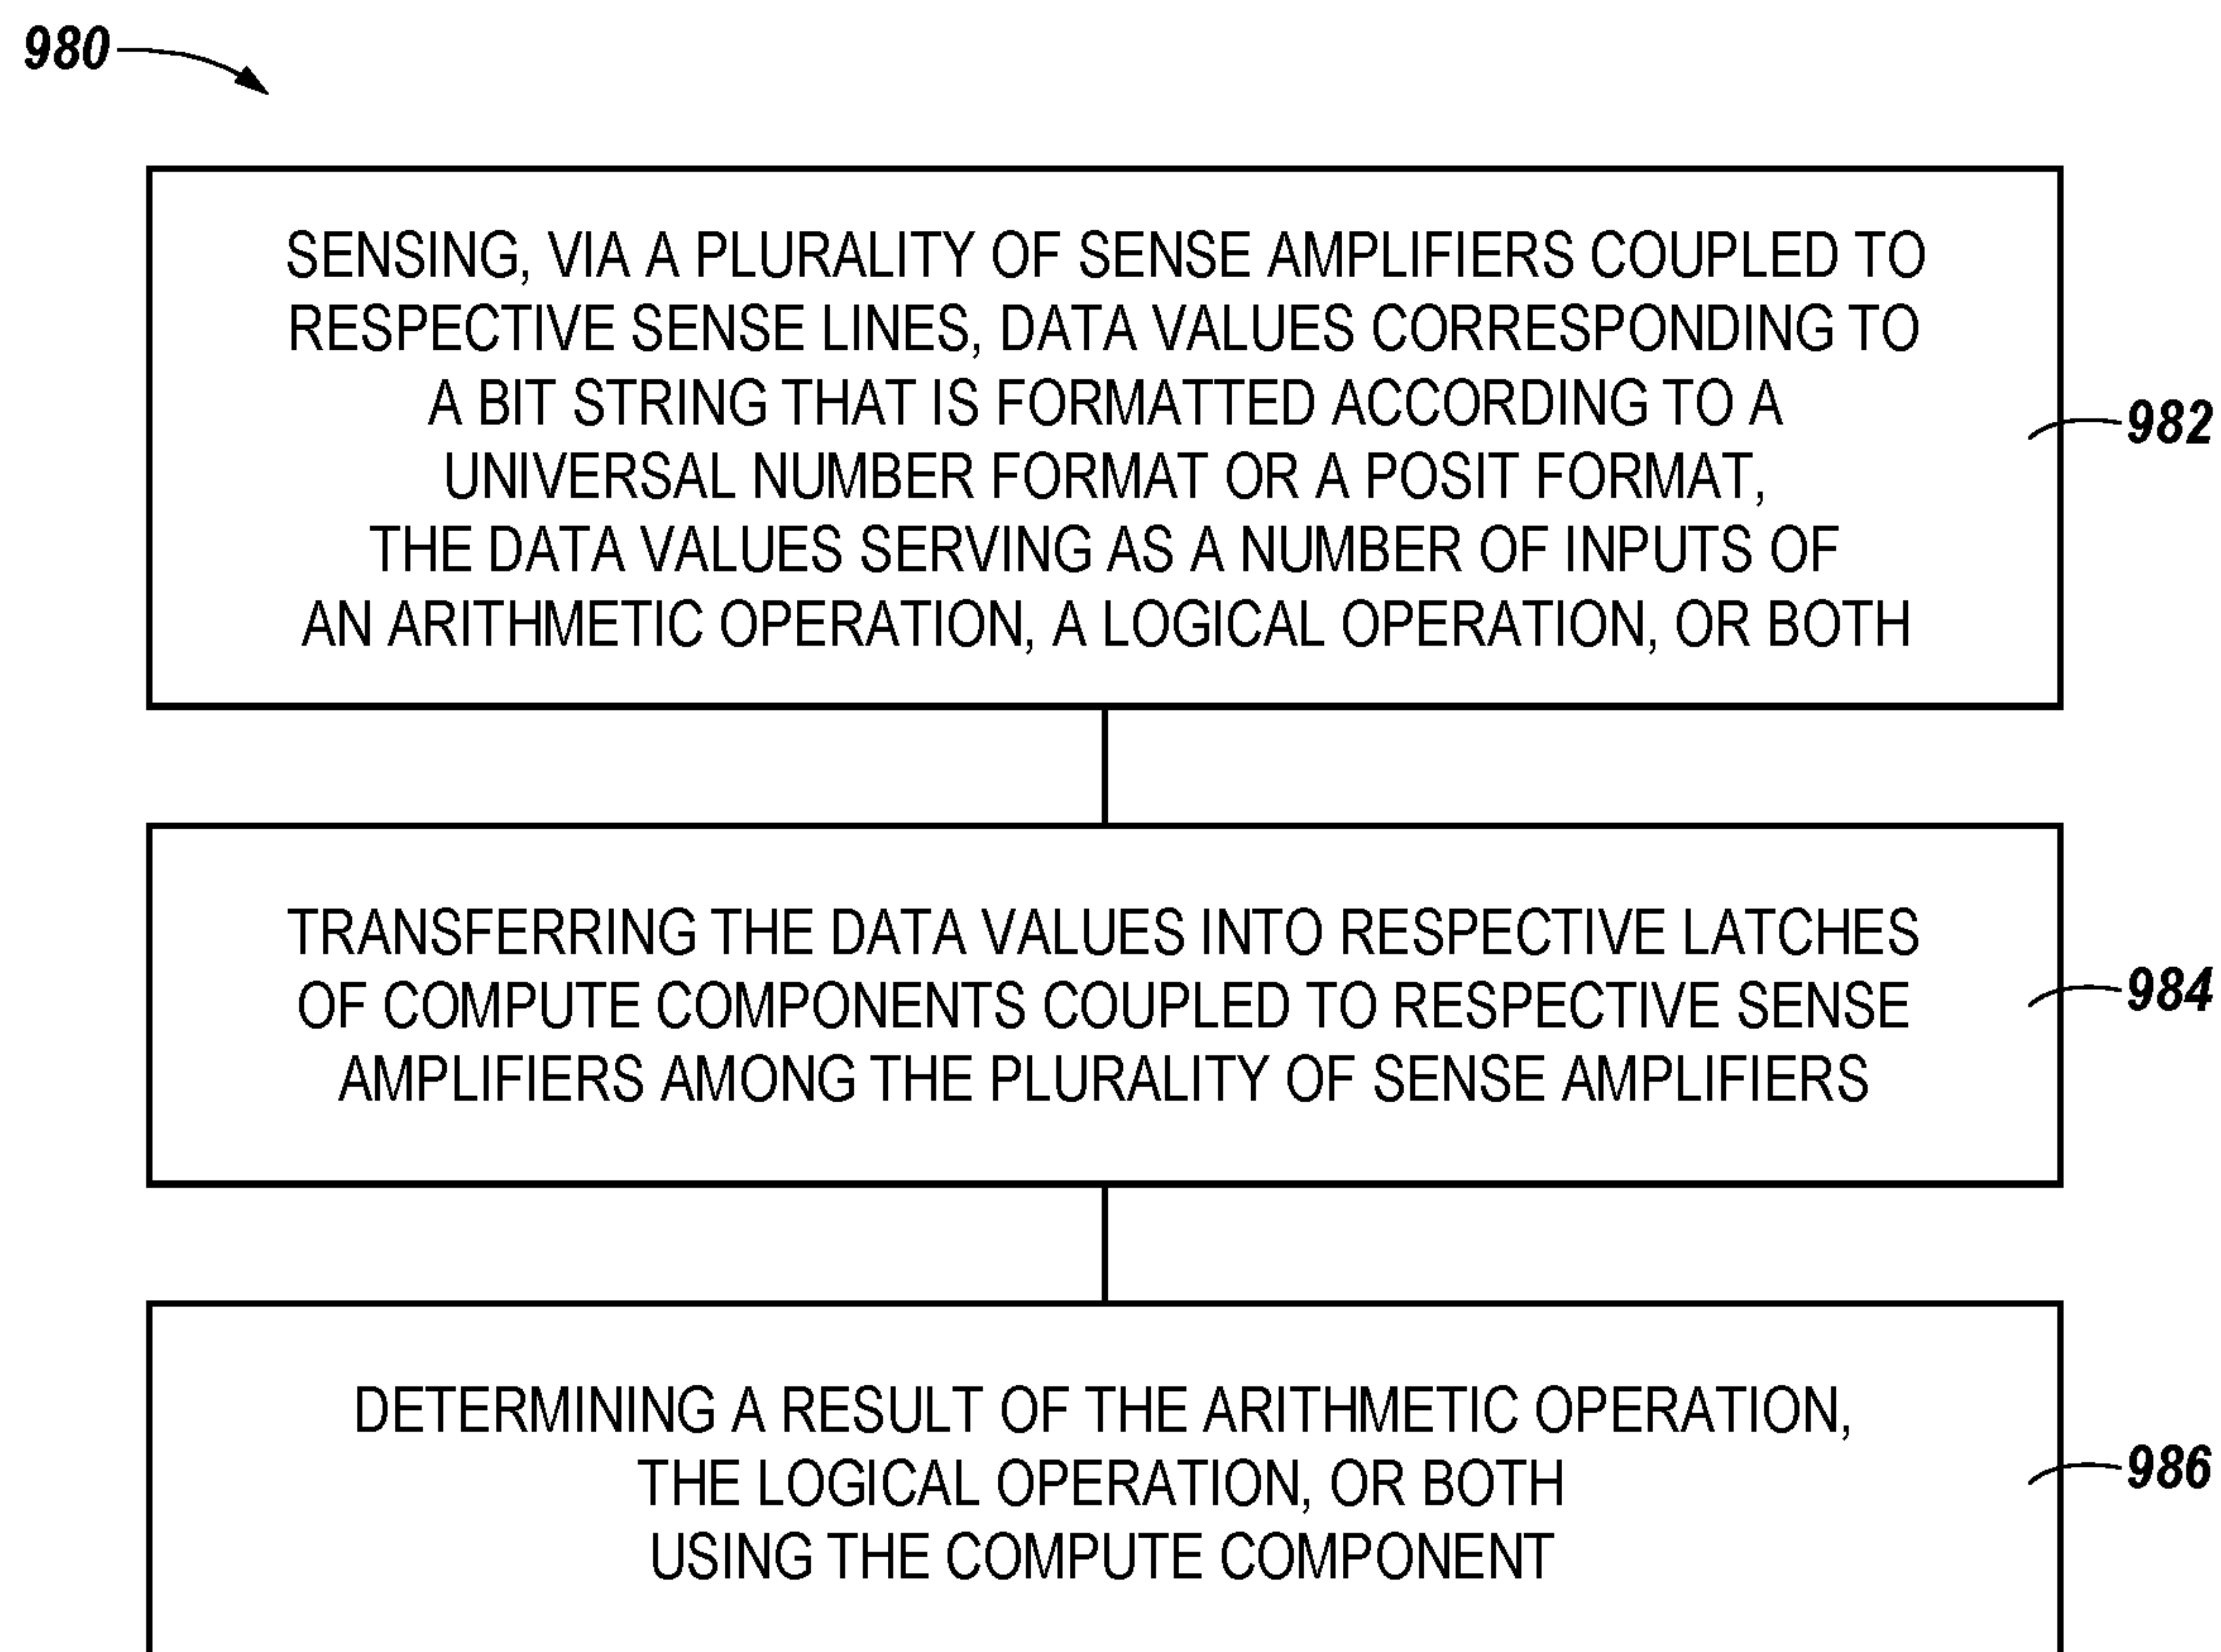 980
SENSING, VIA A PLURALITY OF SENSE AMPLIFIERS COUPLED TO
RESPECTIVE SENSE LINES, DATA VALUES CORRESPONDING TO
A BIT STRING THAT IS FORMATTED ACCORDING TO A
UNIVERSAL NUMBER FORMAT OR A POSIT FORMAT,
THE DATA VALUES SERVING AS A NUMBER OF INPUTS OF
AN ARITHMETIC OPERATION, A LOGICAL OPERATION, OR BOTH
982
TRANSFERRING THE DATA VALUES INTO RESPECTIVE LATCHES
OF COMPUTE COMPONENTS COUPLED TO RESPECTIVE SENSE
AMPLIFIERS AMONG THE PLURALITY OF SENSE AMPLIFIERS
984
DETERMINING A RESULT OF THE ARITHMETIC OPERATION,
THE LOGICAL OPERATION, OR BOTH
USING THE COMPUTE COMPONENT
986